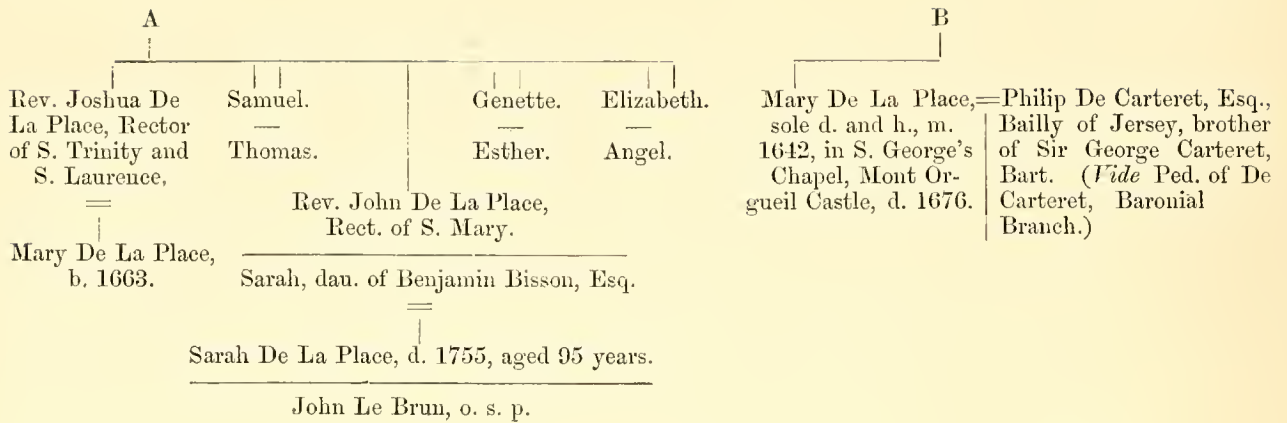 A
B
Rev. Joshua De
La Place, Rector
of S. Trinity and
S. Laurence,
=
Mary De La Place,
b. 1663.
Samuel.
—
Thomas.
Rev. John De La Place,
Rect. of S. Mary.
Sarah, dau. of Benjamin Bisson, Esq.
=
Sarah De La Place, d. 1755, aged 95 years.
John Le Brun, o. s. p.
Genette.
—
Esther.
Elizabeth.
—
Angel.
Mary De La Place,=Philip De Carteret, Esq.,
sole d. and h., m. Bailly of Jersey, brother
1642, in S. George's of Sir George Carteret,
Chapel, Mont Or- Bart. (Vide Ped. of De
gueil Castle, d. 1676. Carteret, Baronial
Branch.)